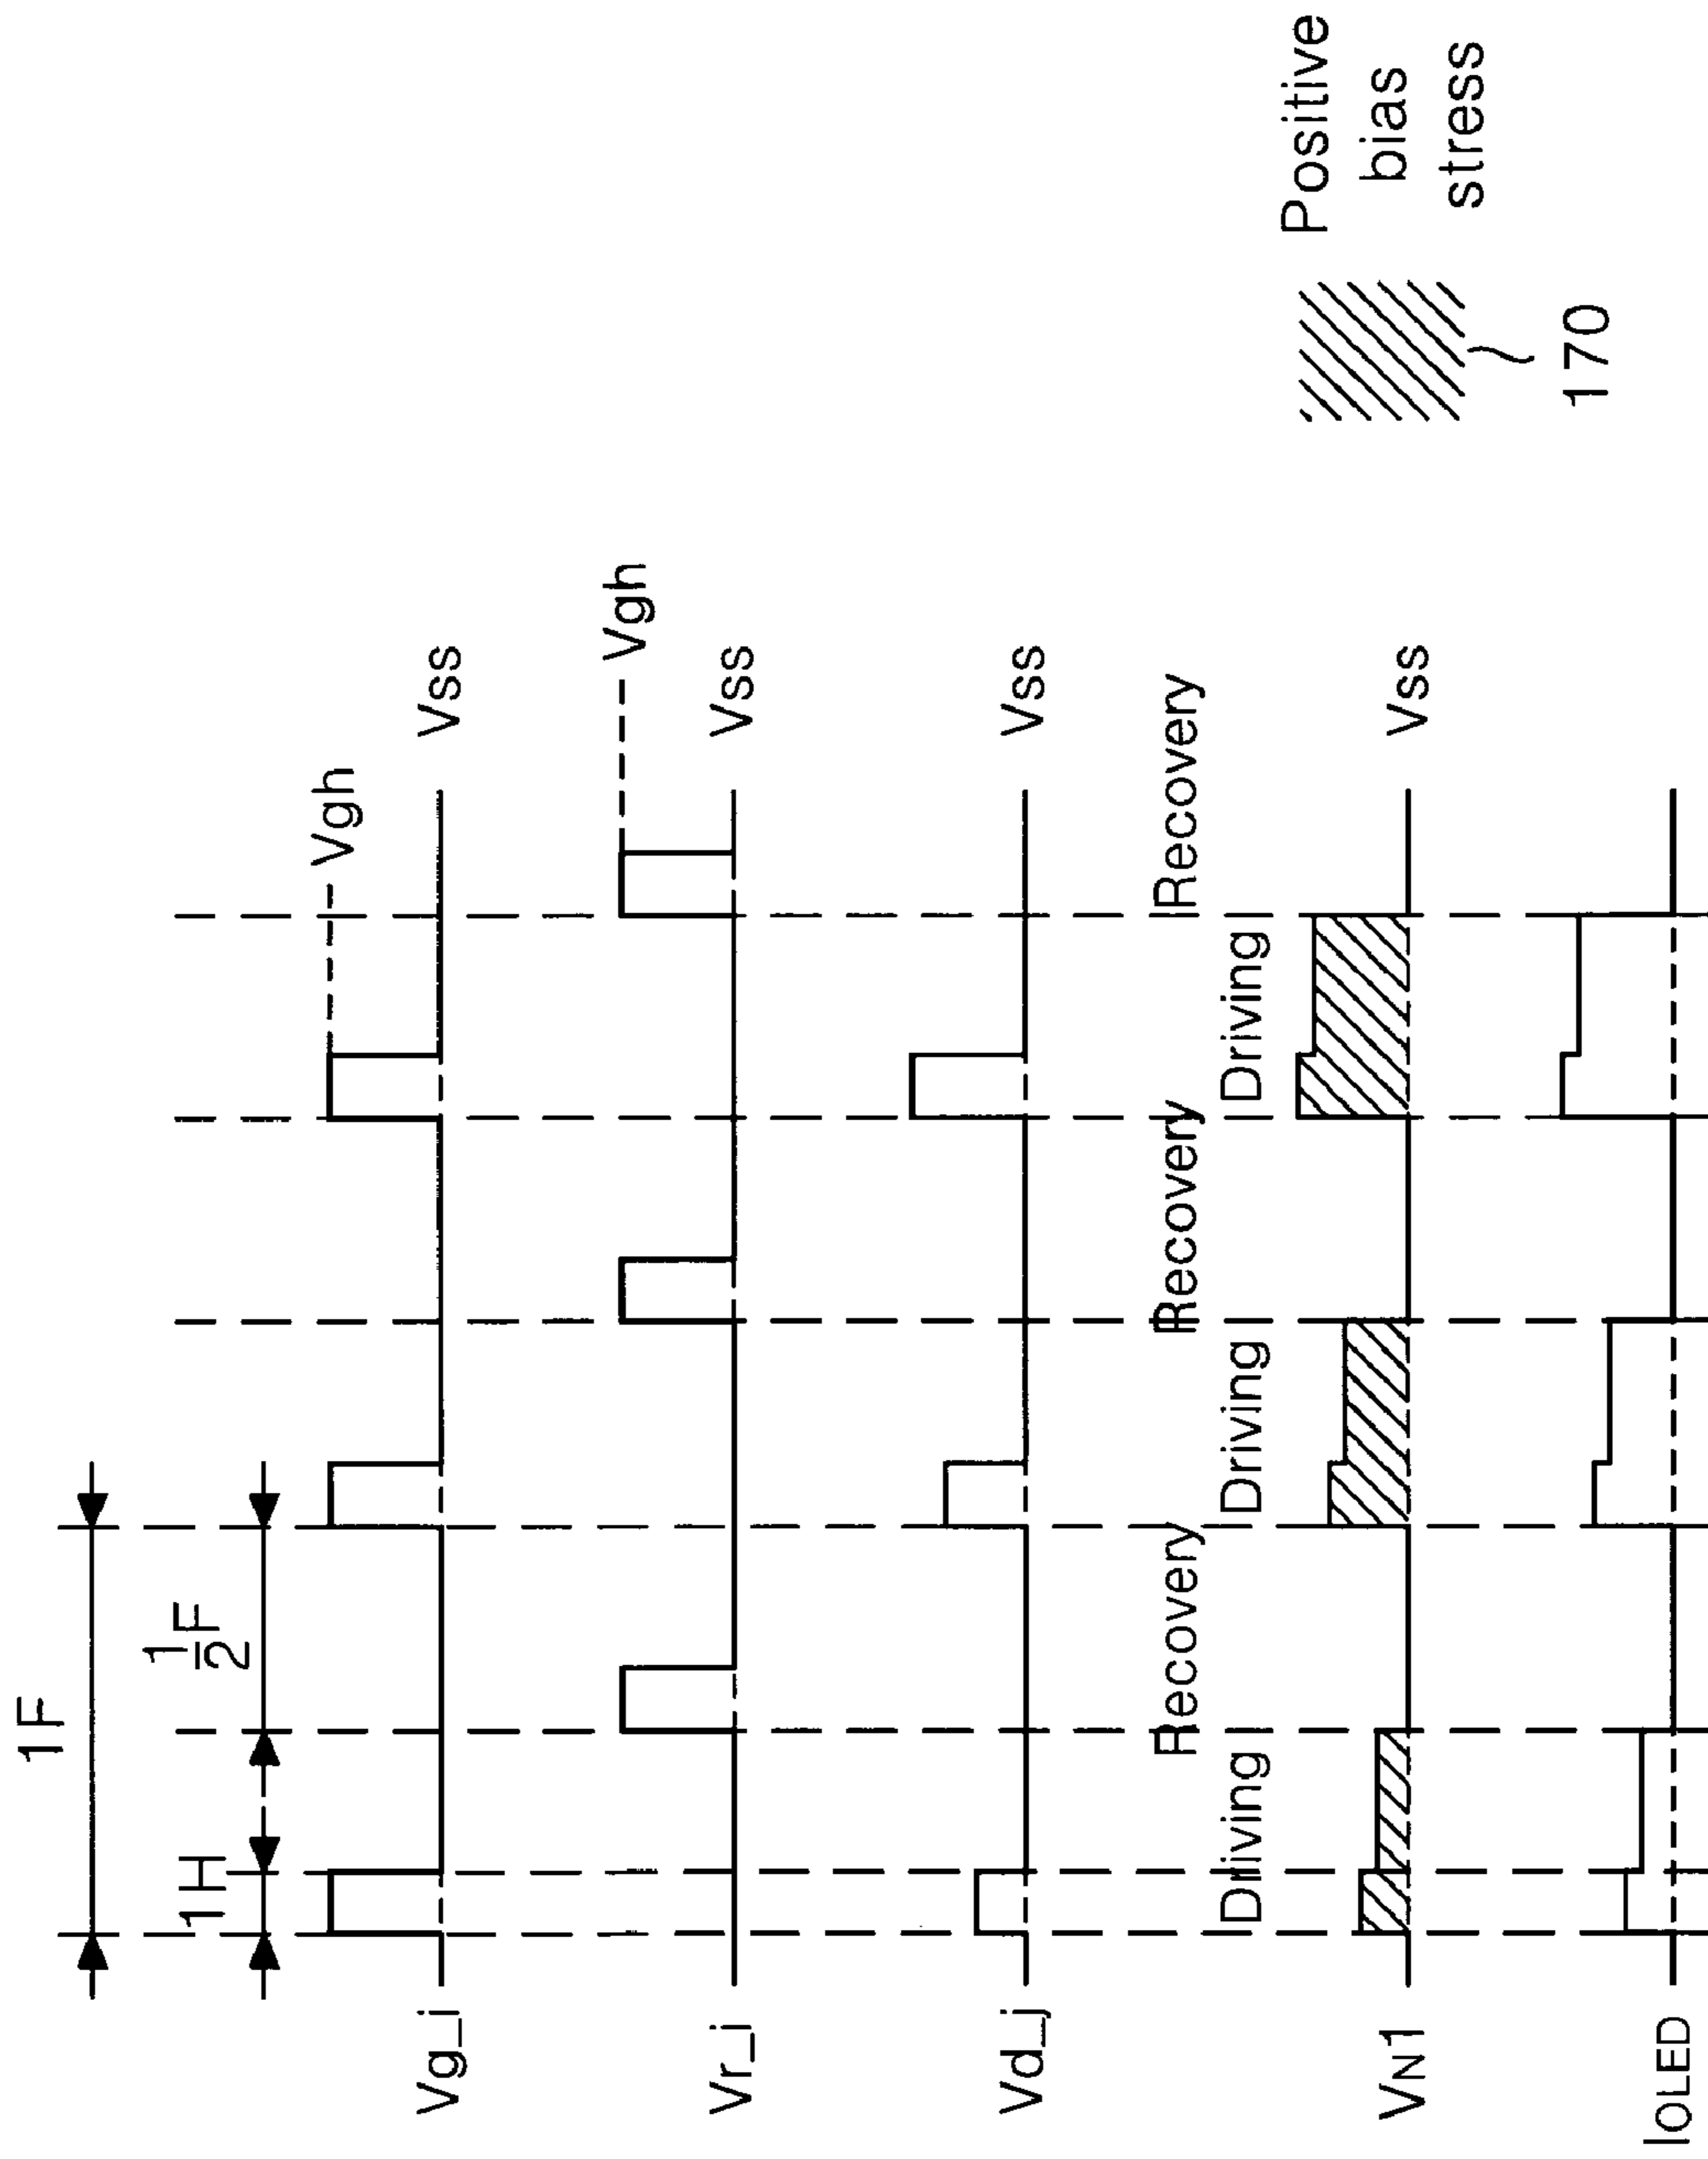 1F
1H
1/2 F
Vg_i
Vgh
Vss
Vr_i
Vgh
Vss
Vd_j
Vss
Driving
Recovery
Driving
Recovery
Driving
Recovery
VN1
Vss
IOLED
Positive
bias
stress
170